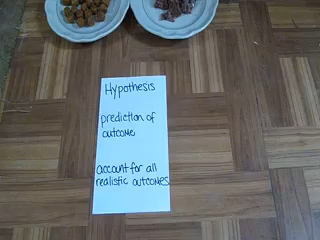 Hypothesis
prediction of
outcome
account for all
realistic outcomes